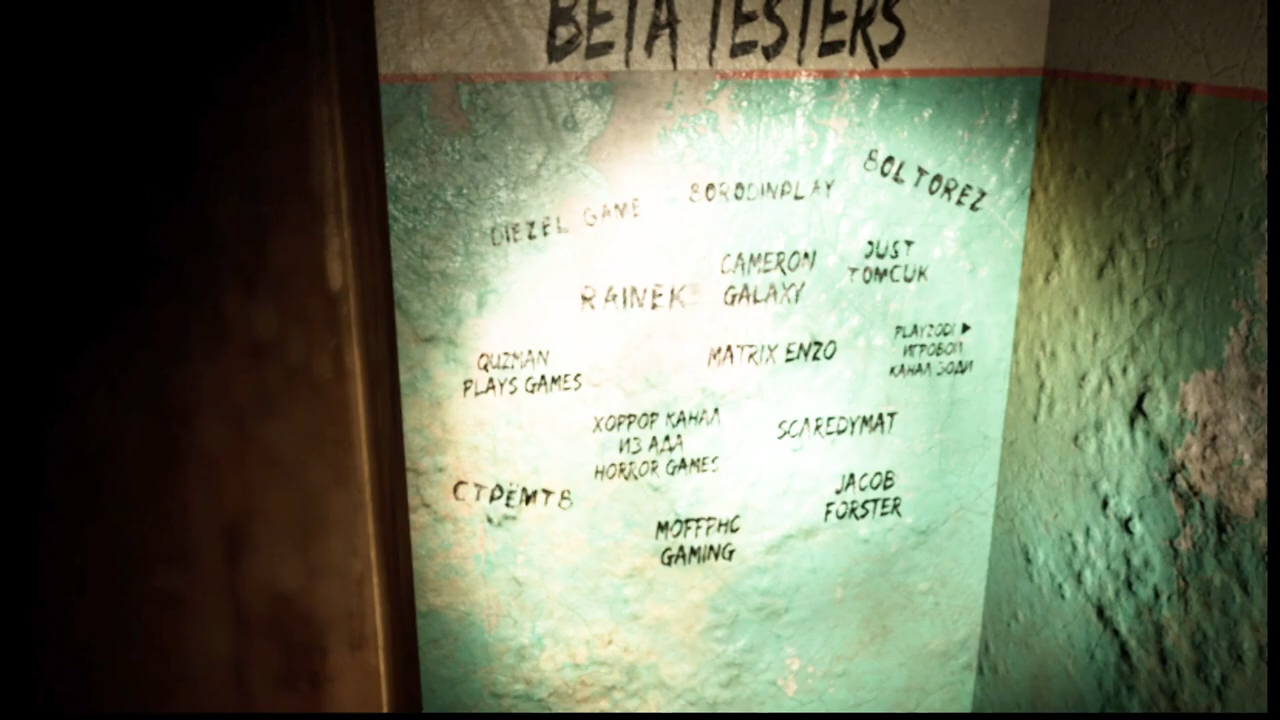 BETA TESTERS
DIEZEL GAME
BORODINPLAY
BOLTOREZ
RAINEK
CAMERON
GALAXY
JUST
TOMCUK
QUZMAN
PLAYS GAMES
MATRIX ENZO
PLAYZODI ▶
ИГРОВОЙ
КАНАЛ ЗОДИ
ХОРРОР КАНАЛ
ИЗ АДА
HORROR GAMES
SCAREDYMAT
СТРЁМТВ
JACOB
FORSTER
MOFFPHC
GAMING